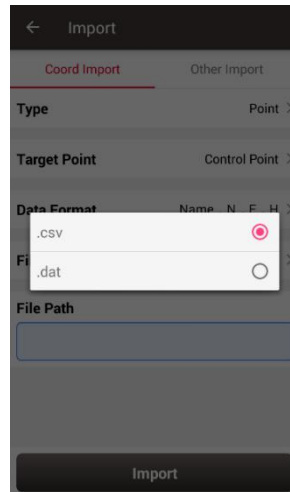 Import
Coord Import Other Import
Type Point
Target Point Control Point
Data Format Name N E H
.csv
Fi
.dat
File Path
Import